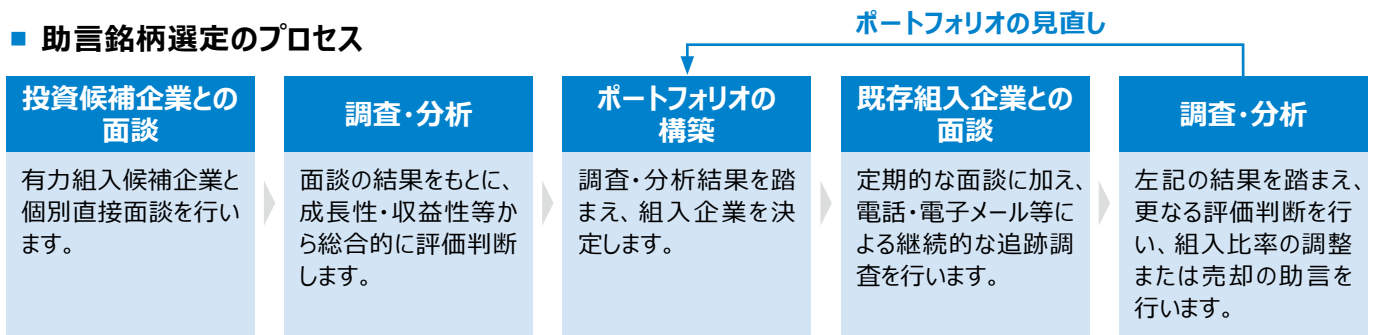 ポートフォリオの見直し
■ 助言銘柄選定のプロセス
投資候補企業との
面談
有力組入候補企業と
個別直接面談を行い
ます。
調査・分析
面談の結果をもとに、
成長性・収益性等か
ら総合的に評価判断
します。
ポートフォリオの
構築
調査・分析結果を踏
まえ、組入企業を決
定します。
既存組入企業との
面談
定期的な面談に加え、
電話・電子メール等に
よる継続的な追跡調
査を行います。
調査・分析
左記の結果を踏まえ、
更なる評価判断を行
い、組入比率の調整
または売却の助言を
行います。